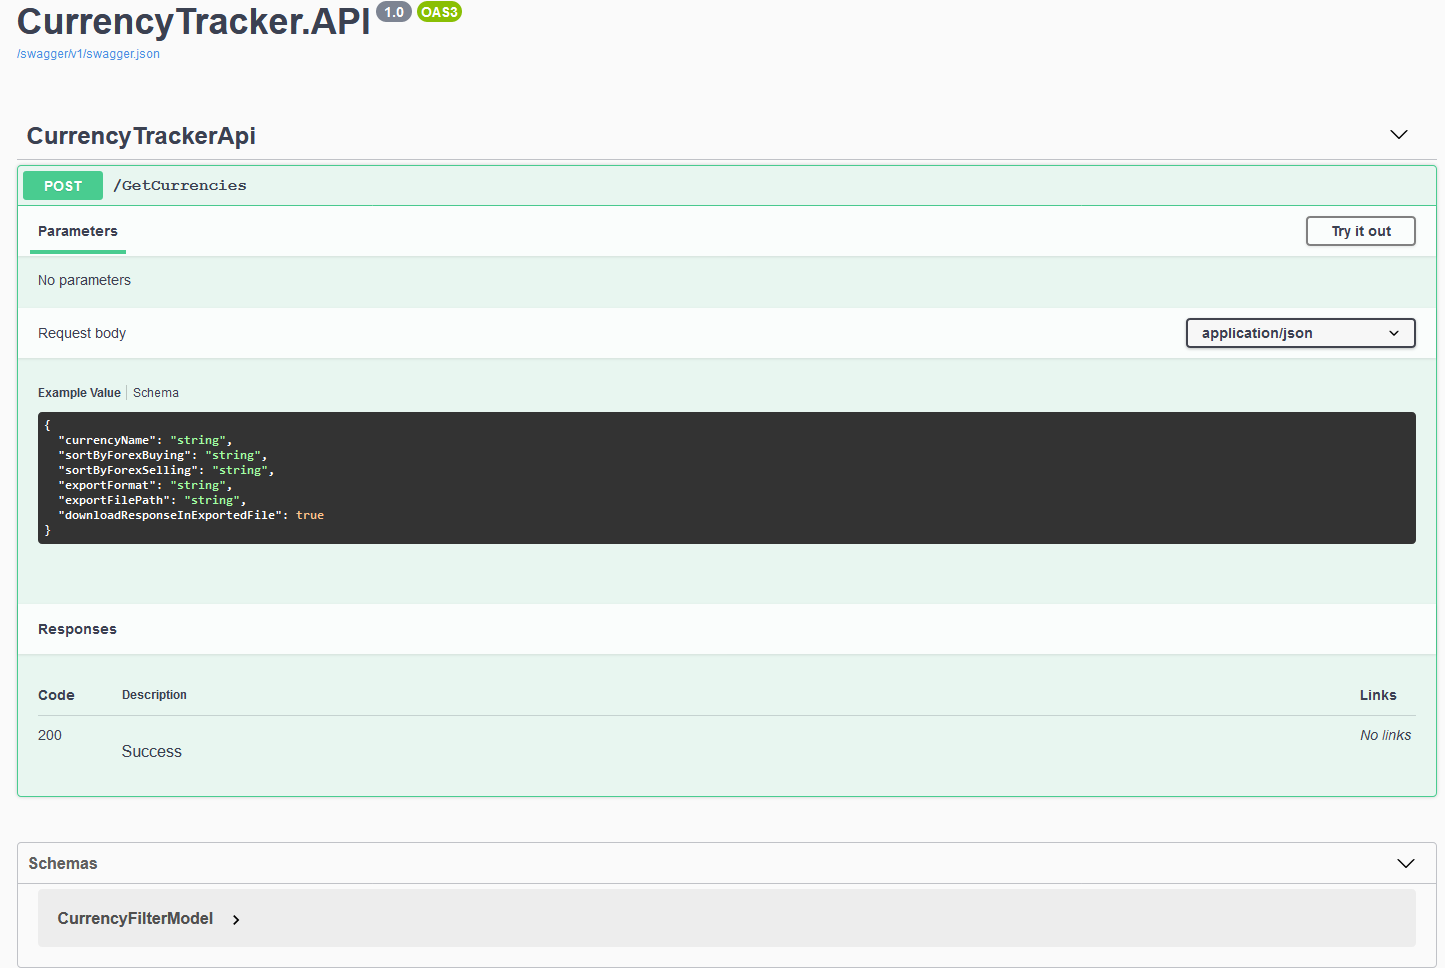 CurrencyTracker.API 1.0 OAS3
/swagger/v1/swagger.json
CurrencyTrackerApi
POST /GetCurrencies
Parameters Try it out
No parameters
Request body application/json
Example Value Schema
{
"currencyName": "string",
"sortByForexBuying": "string",
"sortByForexSelling": "string",
"exportFormat": "string",
"exportFilePath": "string",
"downloadResponseInExportedFile": true
}
Responses
Code Description Links
200 Success No links
Schemas
CurrencyFilterModel